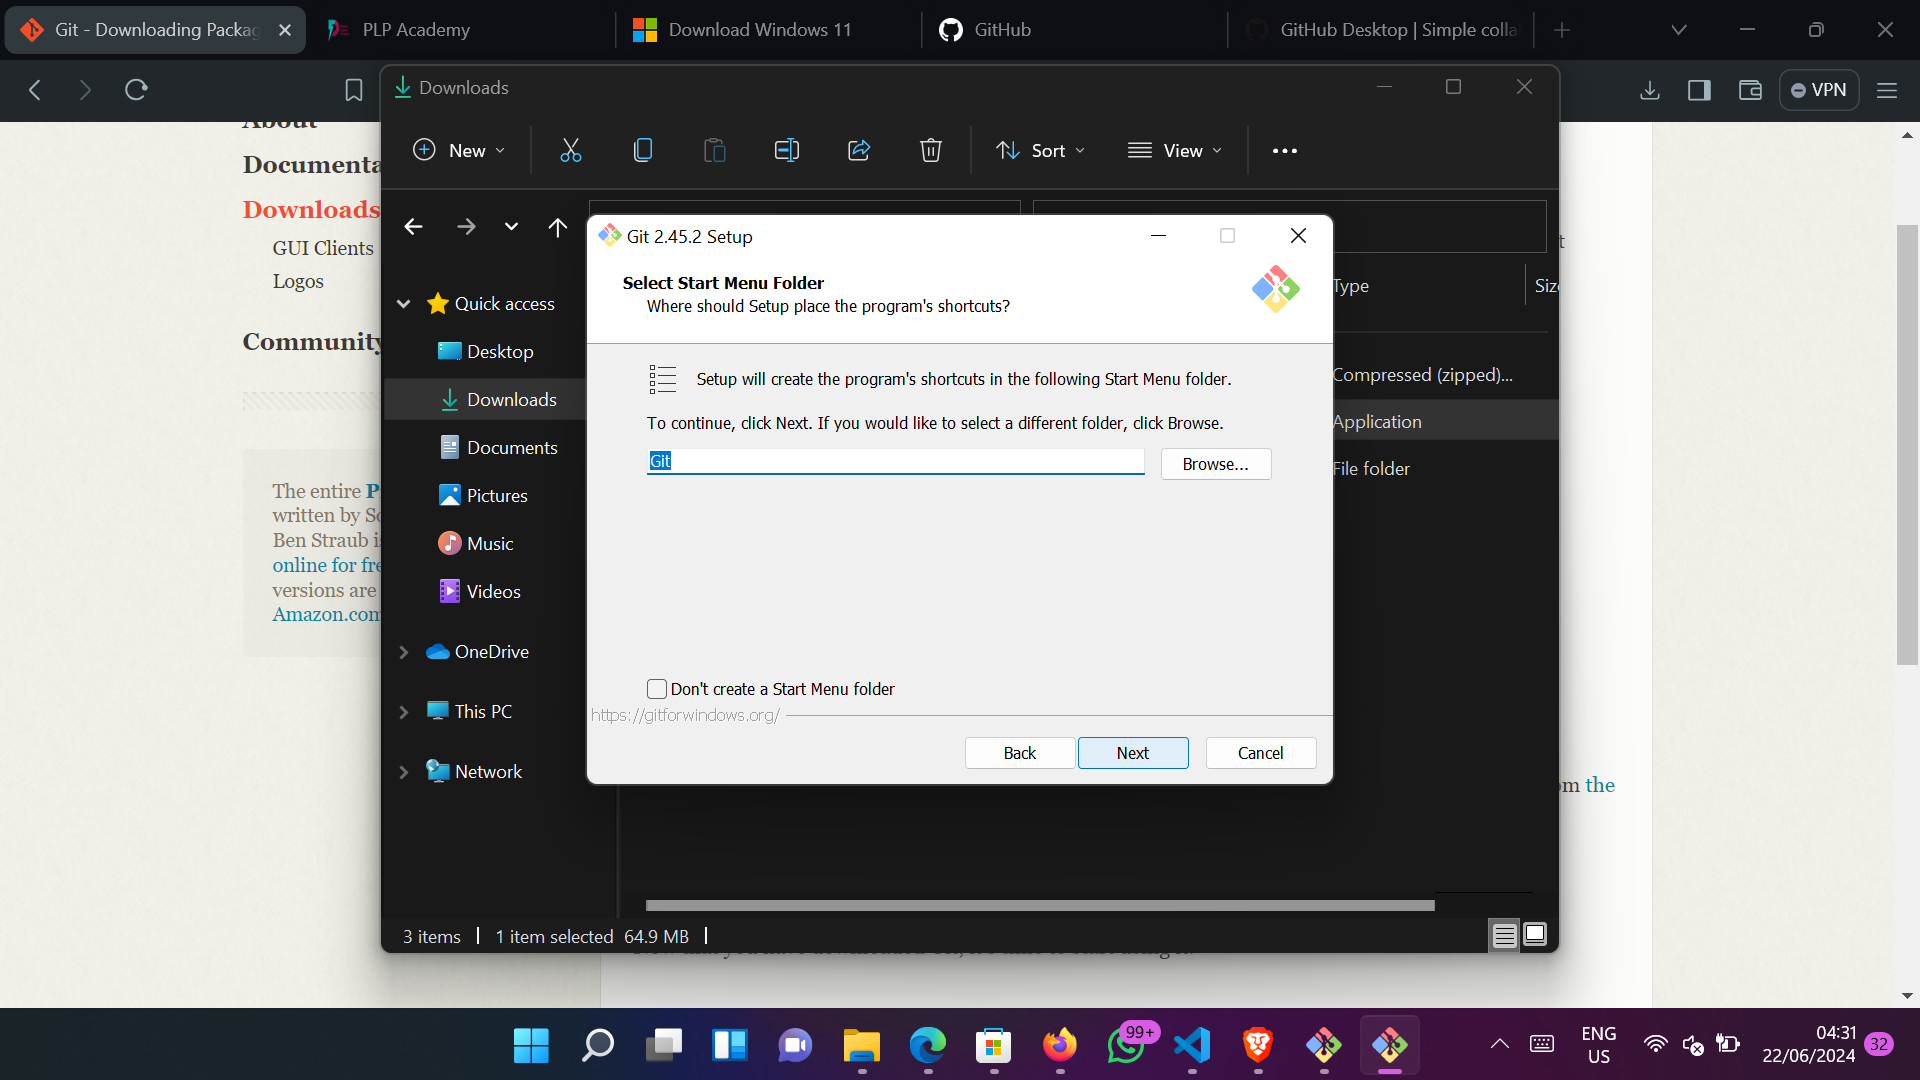 Git - Downloading Packag
PLP Academy
Download Windows 11
GitHub
GitHub Desktop | Simple colla
VPN
About
Documenta
Downloads
GUI Clients
Logos
Community
The entire P
written by Sc
Ben Straub is
online for fre
versions are
Amazon.com
Downloads
New
Sort
View
Quick access
Desktop
Downloads
Documents
Pictures
Music
Videos
OneDrive
This PC
Network
Type
Size
Compressed (zipped)...
Application
File folder
t
om the
3 items
1 item selected 64.9 MB
Git 2.45.2 Setup
Select Start Menu Folder
Where should Setup place the program's shortcuts?
Setup will create the program's shortcuts in the following Start Menu folder.
To continue, click Next. If you would like to select a different folder, click Browse.
Git
Browse...
Don't create a Start Menu folder
https://gitforwindows.org/
Back
Next
Cancel
99+
ENG
US
04:31
22/06/2024
32